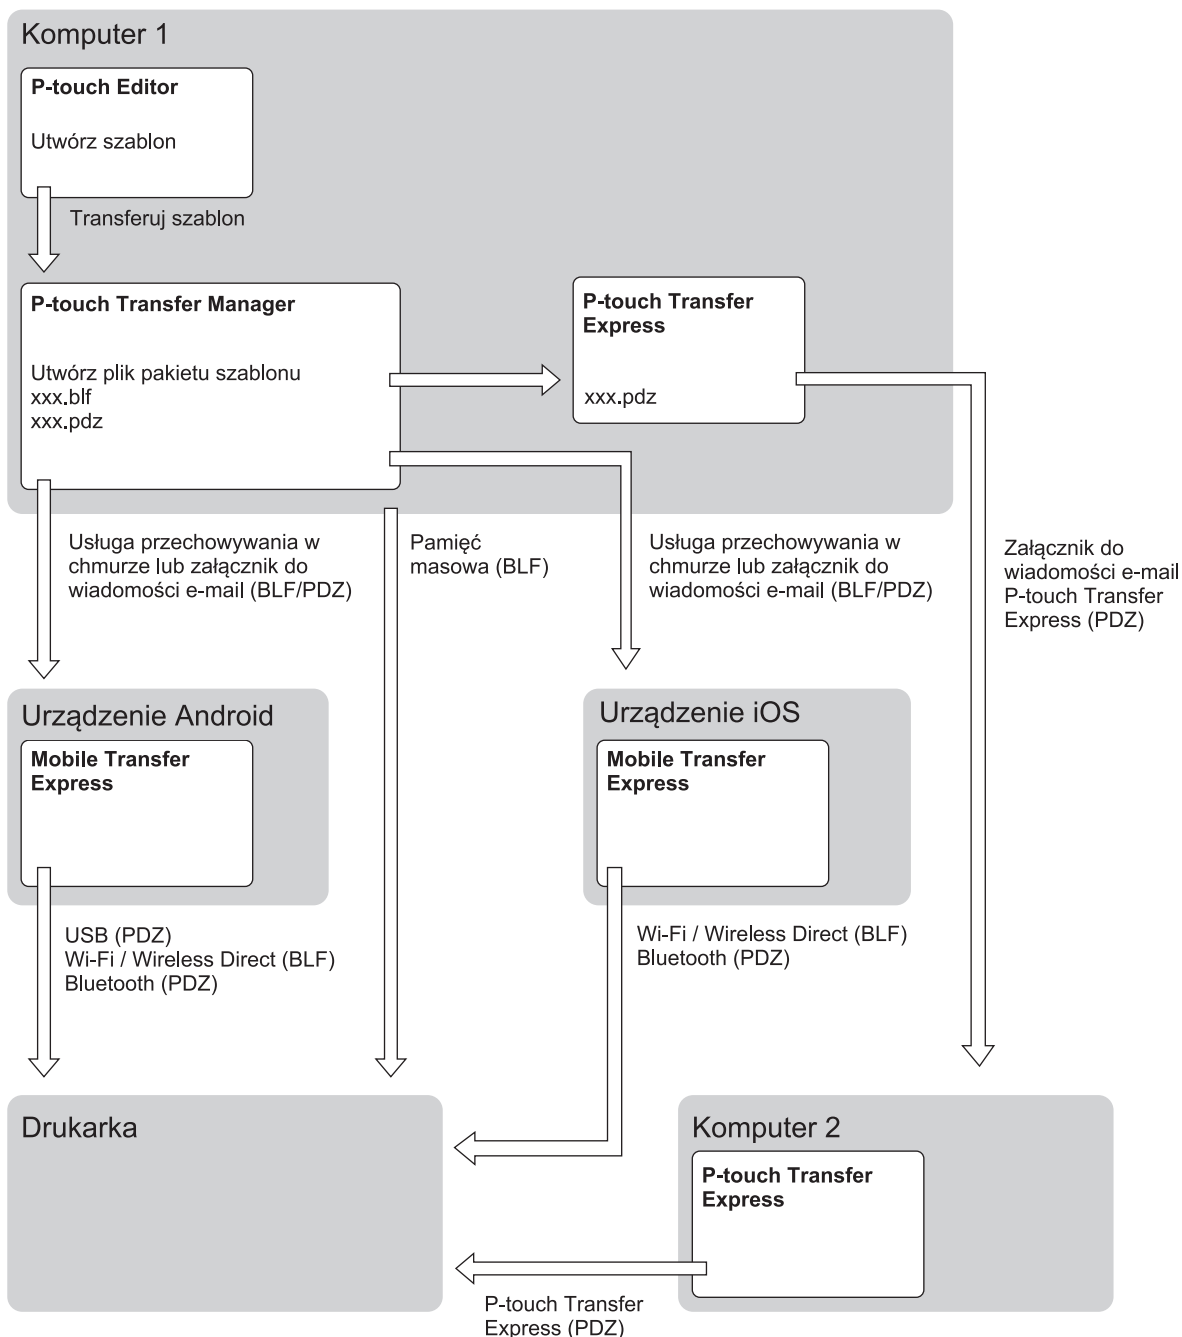 Komputer 1
P-touch Editor
Utwórz szablon
Transferuj szablon
P-touch Transfer Manager
Utwórz plik pakietu szablonu
xxx.blf
xxx.pdz
P-touch Transfer
Express
xxx.pdz
Usługa przechowywania w
chmurze lub załącznik do
wiadomości e-mail (BLF/PDZ)
Pamięć
masowa (BLF)
Usługa przechowywania w
chmurze lub załącznik do
wiadomości e-mail (BLF/PDZ)
Załącznik do
wiadomości e-mail
P-touch Transfer
Express (PDZ)
Urządzenie Android
Mobile Transfer
Express
Urządzenie iOS
Mobile Transfer
Express
USB (PDZ)
Wi-Fi / Wireless Direct (BLF)
Bluetooth (PDZ)
Wi-Fi / Wireless Direct (BLF)
Bluetooth (PDZ)
Drukarka
Komputer 2
P-touch Transfer
Express
P-touch Transfer
Express (PDZ)